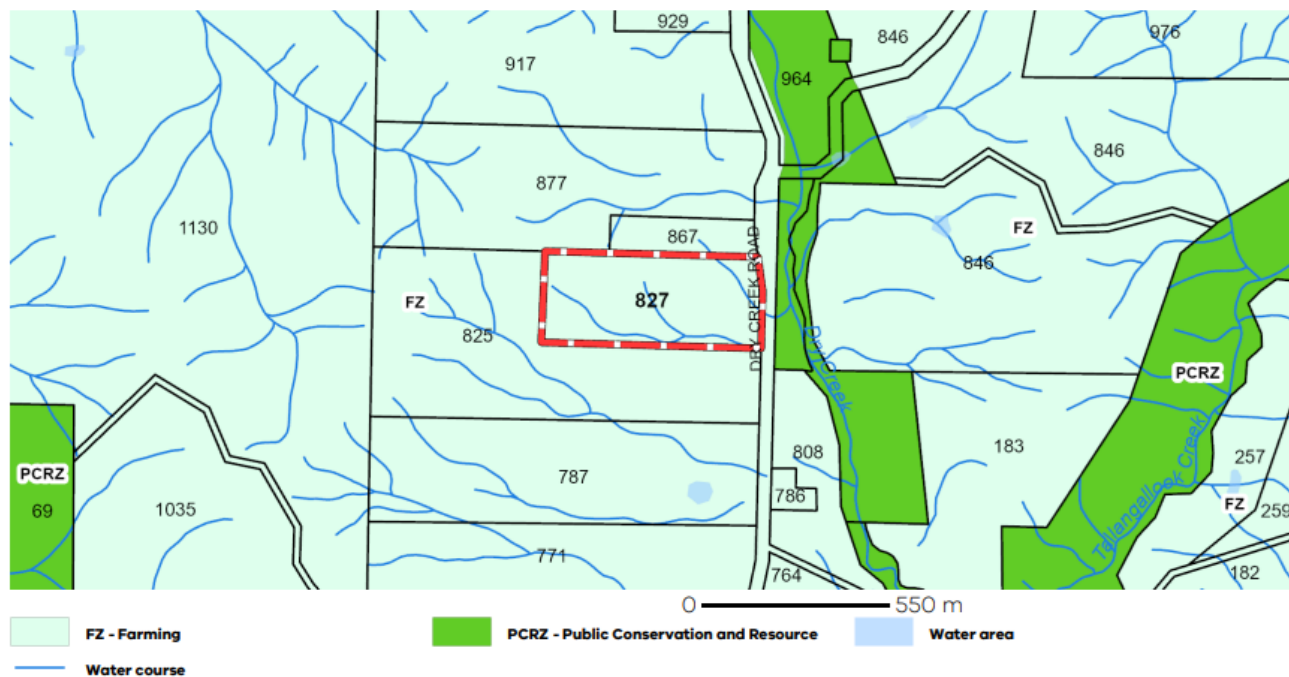 929
846
976
917
964
846
877
1130
867
FZ
846
DRY CREEK ROAD
FZ
827
825
Dry Creek
PCRZ
183
808
257
PCRZ
787
786
FZ
69
1035
259
Tallangallook Creek
771
764
182
0 550 m
FZ - Farming
PCRZ - Public Conservation and Resource
Water area
Water course